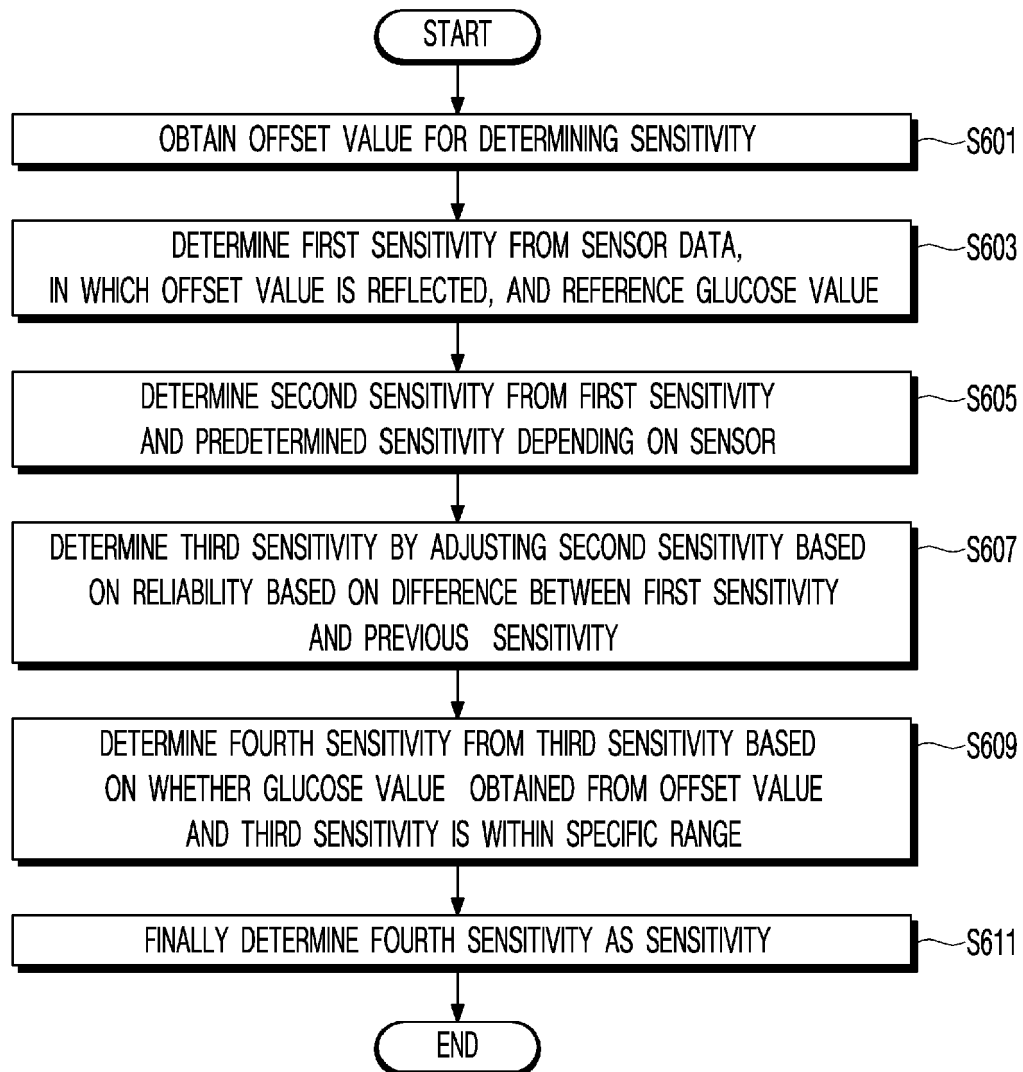 START
OBTAIN OFFSET VALUE FOR DETERMINING SENSITIVITY
S601
DETERMINE FIRST SENSITIVITY FROM SENSOR DATA,
IN WHICH OFFSET VALUE IS REFLECTED, AND REFERENCE GLUCOSE VALUE
S603
DETERMINE SECOND SENSITIVITY FROM FIRST SENSITIVITY
AND PREDETERMINED SENSITIVITY DEPENDING ON SENSOR
S605
DETERMINE THIRD SENSITIVITY BY ADJUSTING SECOND SENSITIVITY BASED
ON RELIABILITY BASED ON DIFFERENCE BETWEEN FIRST SENSITIVITY
AND PREVIOUS SENSITIVITY
S607
DETERMINE FOURTH SENSITIVITY FROM THIRD SENSITIVITY BASED
ON WHETHER GLUCOSE VALUE OBTAINED FROM OFFSET VALUE
AND THIRD SENSITIVITY IS WITHIN SPECIFIC RANGE
S609
FINALLY DETERMINE FOURTH SENSITIVITY AS SENSITIVITY
S611
END